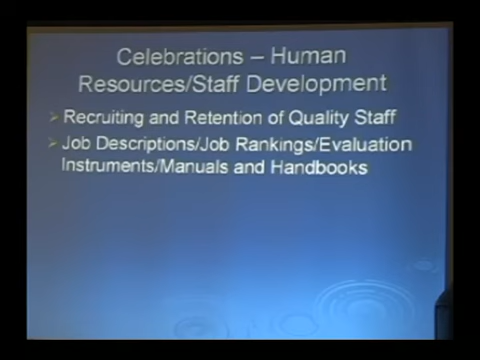 Celebrations – Human
Resources/Staff Development
Recruiting and Retention of Quality Staff
Job Descriptions/Job Rankings/Evaluation
Instruments/Manuals and Handbooks